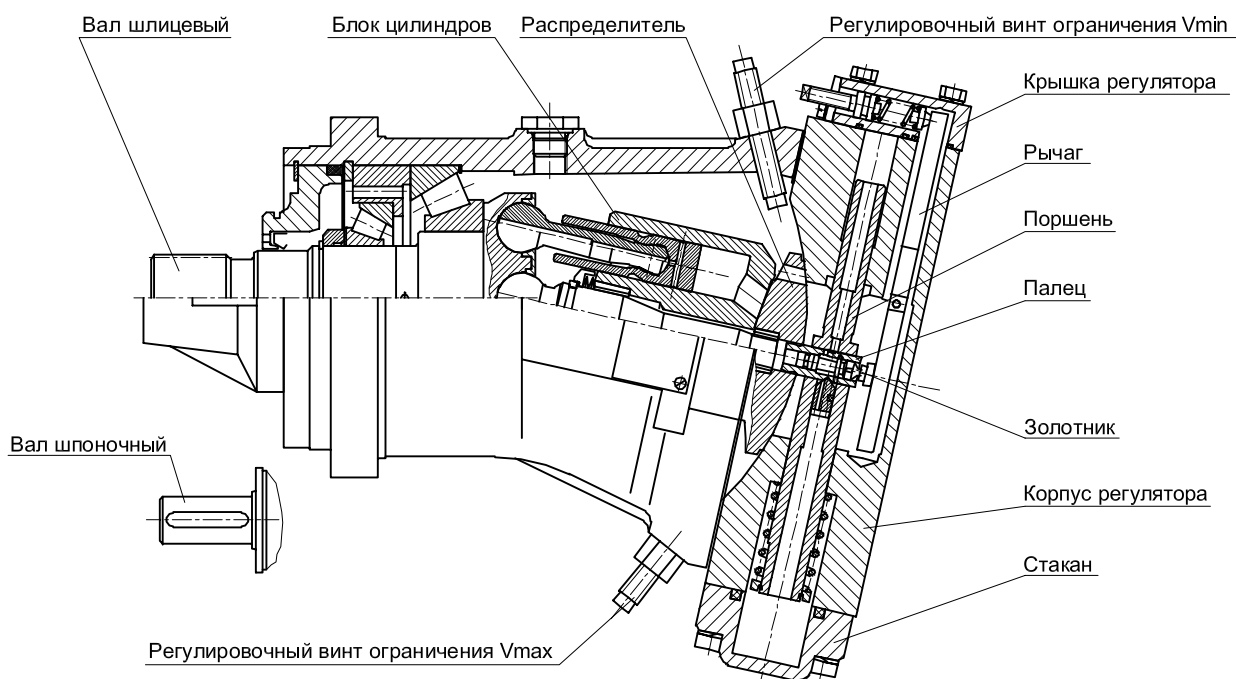 Вал шлицевый
Блок цилиндров
Распределитель
Регулировочный винт ограничения Vmin
Крышка регулятора
Рычаг
Поршень
Палец
Золотник
Вал шпоночный
Корпус регулятора
Стакан
Регулировочный винт ограничения Vmax